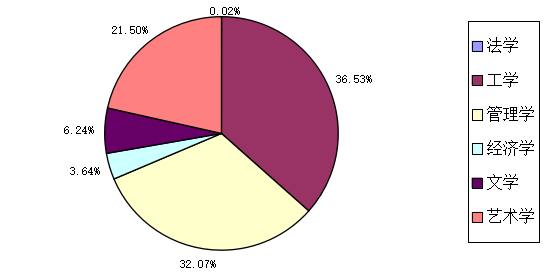 0.02%
21.50%
36.53%
6.24%
3.64%
32.07%
法学
工学
管理学
经济学
文学
艺术学